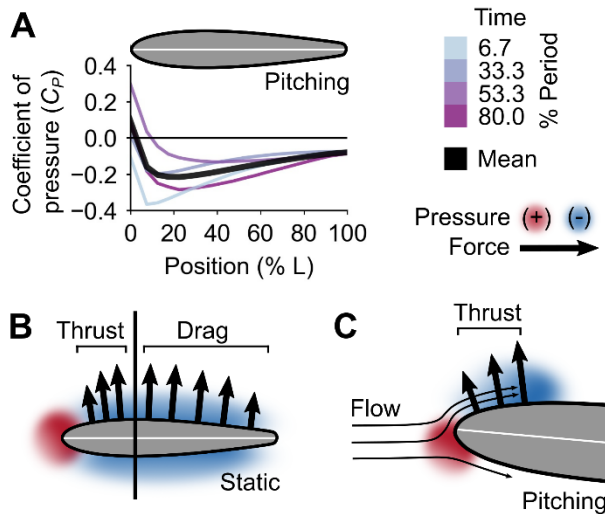 A
Pitching
Coefficient of
pressure (CP)
0.4
0.2
0.0
−0.2
−0.4
0 20 40 60 80 100
Position (% L)
Time
6.7
33.3
53.3
80.0
% Period
Mean
Pressure (+) (-)
Force
B
Thrust Drag
Static
C
Thrust
Flow
Pitching